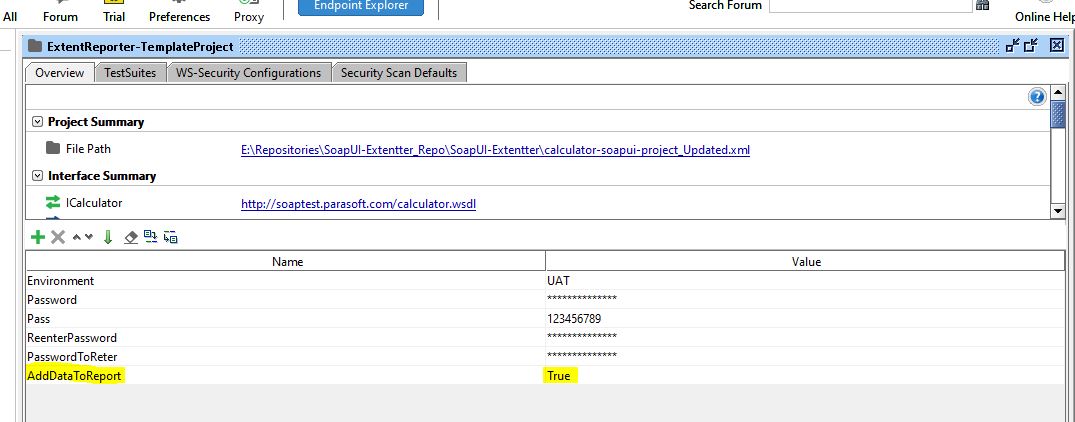 Endpoint Explorer
Search Forum
All Forum Trial Preferences Proxy Online Help
ExtentReporter-TemplateProject
Overview TestSuites WS-Security Configurations Security Scan Defaults
?
Project Summary
File Path E:\Repositories\SoapUI-Extentter_Repo\SoapUI-Extentter\calculator-soapui-project_Updated.xml
Interface Summary
ICalculator http://soaptest.parasoft.com/calculator.wsdl
Name Value
Environment UAT
Password **************
Pass 123456789
ReenterPassword **************
PasswordToReter **************
AddDataToReport True